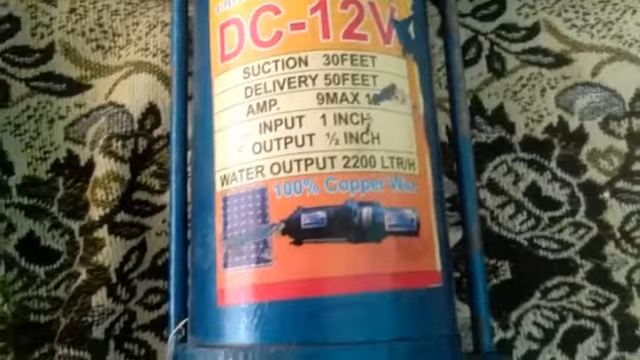 DC-12V
SUCTION 30FEET
DELIVERY 50FEET
AMP. 9MAX
INPUT 1 INCH
OUTPUT ½ INCH
WATER OUTPUT 2200 LTR/H
100% Copper